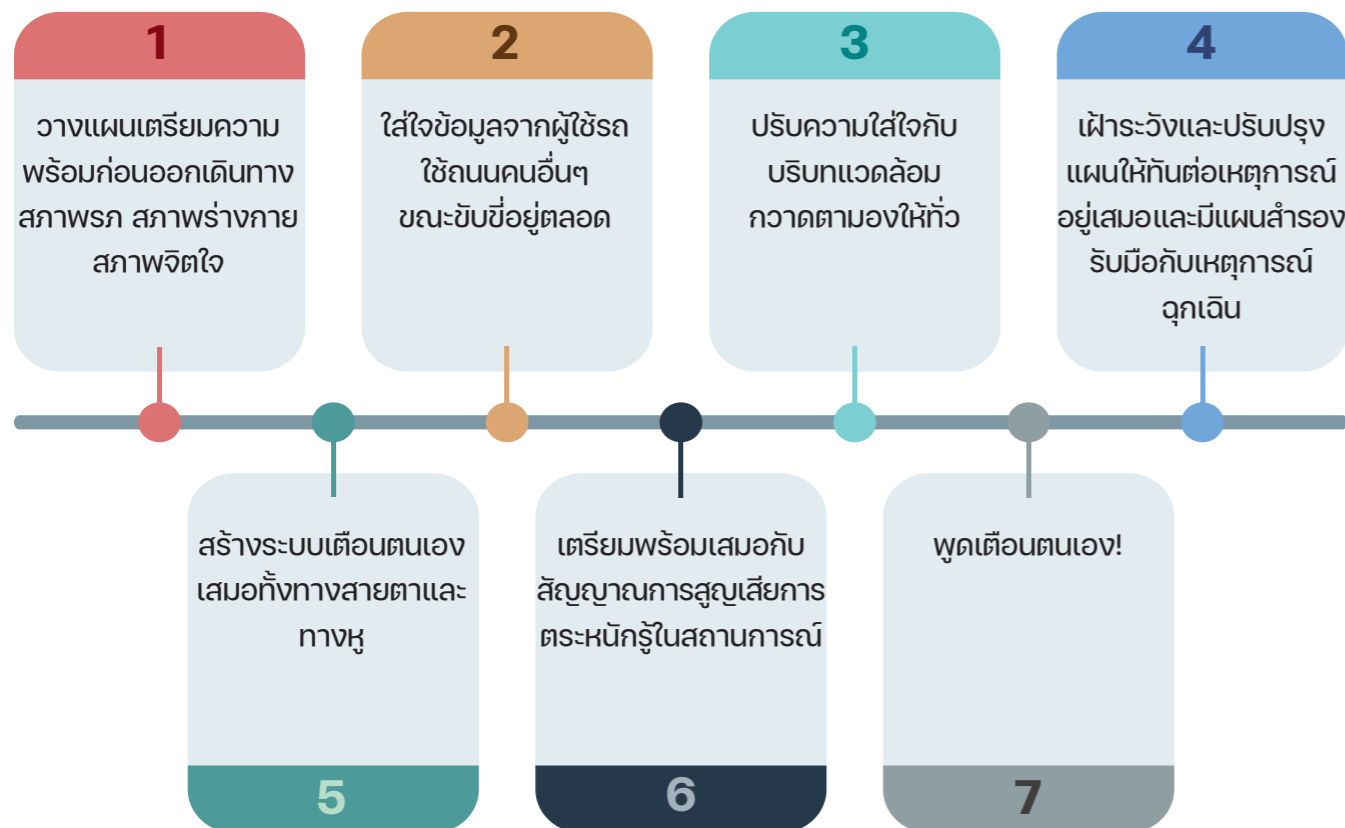 1
วางแผนเตรียมความ
พร้อมก่อนออกเดินทาง
สภาพรภ สภาพร่างกาย
สภาพจิตใจ
2
ใส่ใจข้อมูลจากผู้ใช้รถ
ใช้ถนนคนอื่นๆ
ขณะขับขี่อยู่ตลอด
3
ปรับความใส่ใจกับ
บริบทแวดล้อม
กวาดตามองให้ทั่ว
4
เฝ้าระวังและปรับปรุง
แผนให้ทันต่อเหตุการณ์
อยู่เสมอและมีแผนสำรอง
รับมือกับเหตุการณ์
ฉุกเฉิน
สร้างระบบเตือนตนเอง
เสมอทั้งทางสายตาและ
ทางหู
5
เตรียมพร้อมเสมอกับ
สัญญาณการสูญเสียการ
ตระหนักรู้ในสถานการณ์
6
พูดเตือนตนเอง!
7